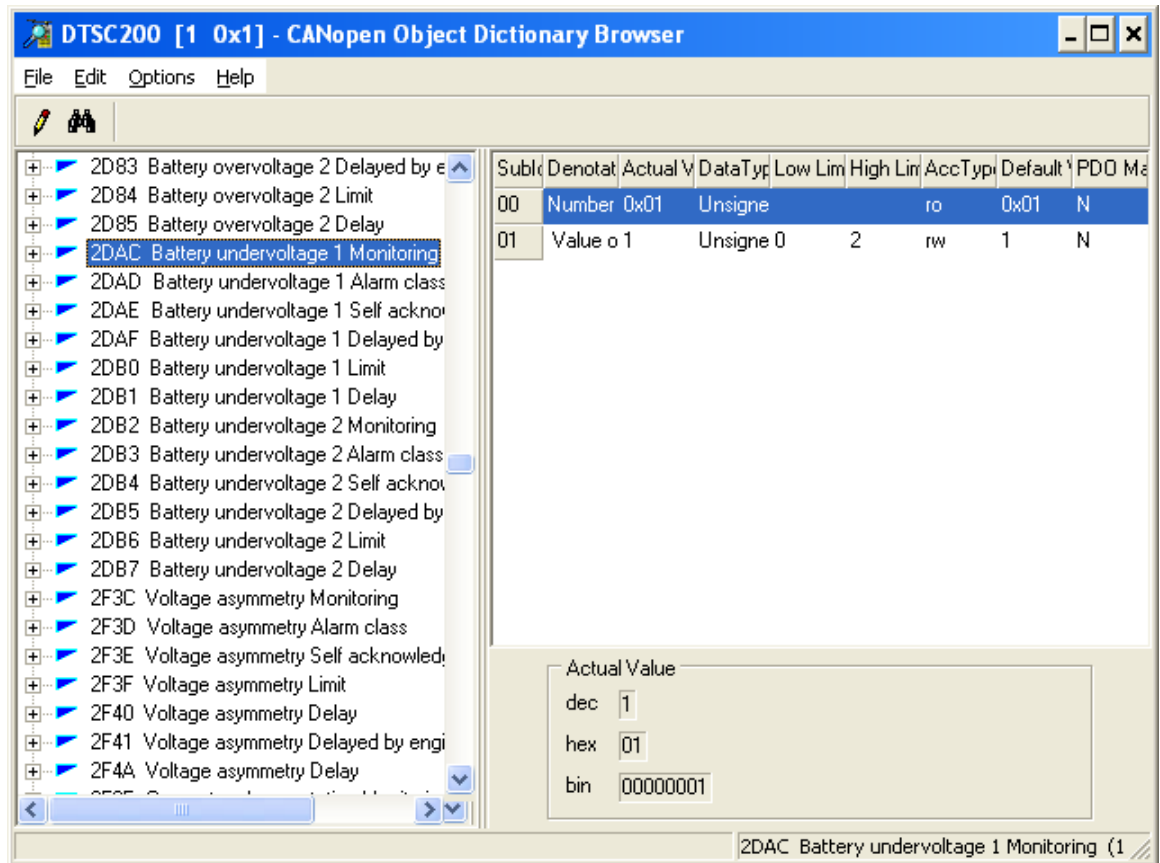 DTSC200 [1 0x1] - CANopen Object Dictionary Browser
File Edit Options Help
2D83 Battery overvoltage 2 Delayed by e
2D84 Battery overvoltage 2 Limit
2D85 Battery overvoltage 2 Delay
2DAC Battery undervoltage 1 Monitoring
2DAD Battery undervoltage 1 Alarm class
2DAE Battery undervoltage 1 Self ackno
2DAF Battery undervoltage 1 Delayed by
2DB0 Battery undervoltage 1 Limit
2DB1 Battery undervoltage 1 Delay
2DB2 Battery undervoltage 2 Monitoring
2DB3 Battery undervoltage 2 Alarm class
2DB4 Battery undervoltage 2 Self ackno
2DB5 Battery undervoltage 2 Delayed by
2DB6 Battery undervoltage 2 Limit
2DB7 Battery undervoltage 2 Delay
2F3C Voltage asymmetry Monitoring
2F3D Voltage asymmetry Alarm class
2F3E Voltage asymmetry Self acknowled
2F3F Voltage asymmetry Limit
2F40 Voltage asymmetry Delay
2F41 Voltage asymmetry Delayed by engi
2F4A Voltage asymmetry Delay
SubI Denotat Actual V DataTyp Low Lim High Lim AccTyp Default PDO Ma
00 Number 0x01 Unsigne ro 0x01 N
01 Value o 1 Unsigne 0 2 rw 1 N
Actual Value
dec 1
hex 01
bin 00000001
2DAC Battery undervoltage 1 Monitoring (1